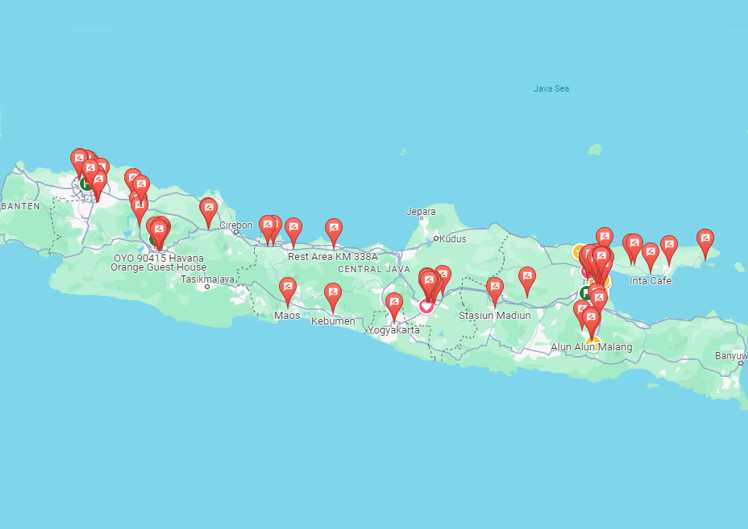 Java Sea
BANTEN
Jepara
Cirebon
Kudus
OYO 90415 Havana
Orange Guest House
Rest Area KM 338A
CENTRAL JAVA
Tasikmalaya
Inta Cafe
Maos
Kebumen
Yogyakarta
Stasiun Madiun
Alun Alun Malang
Banyuw